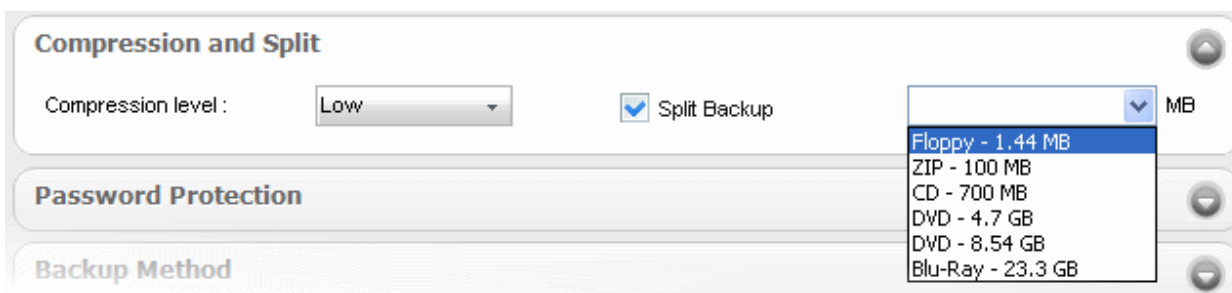 Compression and Split
Compression level : Low Split Backup MB
Floppy - 1.44 MB
ZIP - 100 MB
CD - 700 MB
DVD - 4.7 GB
DVD - 8.54 GB
Blu-Ray - 23.3 GB
Password Protection
Backup Method